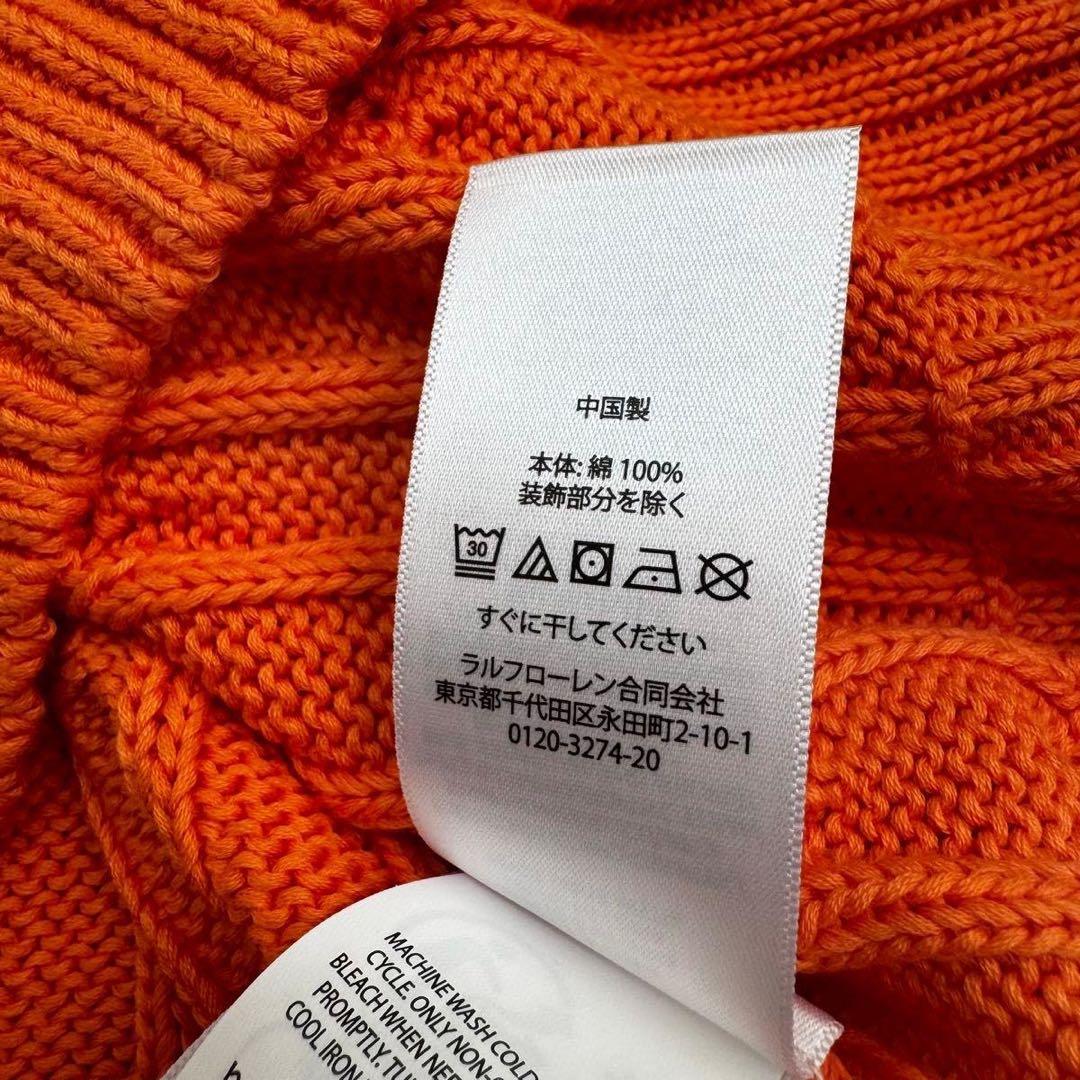 中国製
本体: 綿 100%
装飾部分を除く
30
すぐに干してください
ラルフローレン合同会社
東京都千代田区永田町2-10-1
0120-3274-20
MACHINE WASH COLD
CYCLE. ONLY NON-
BLEACH WHEN NEE
PROMPTLY. TU
COOL IRON